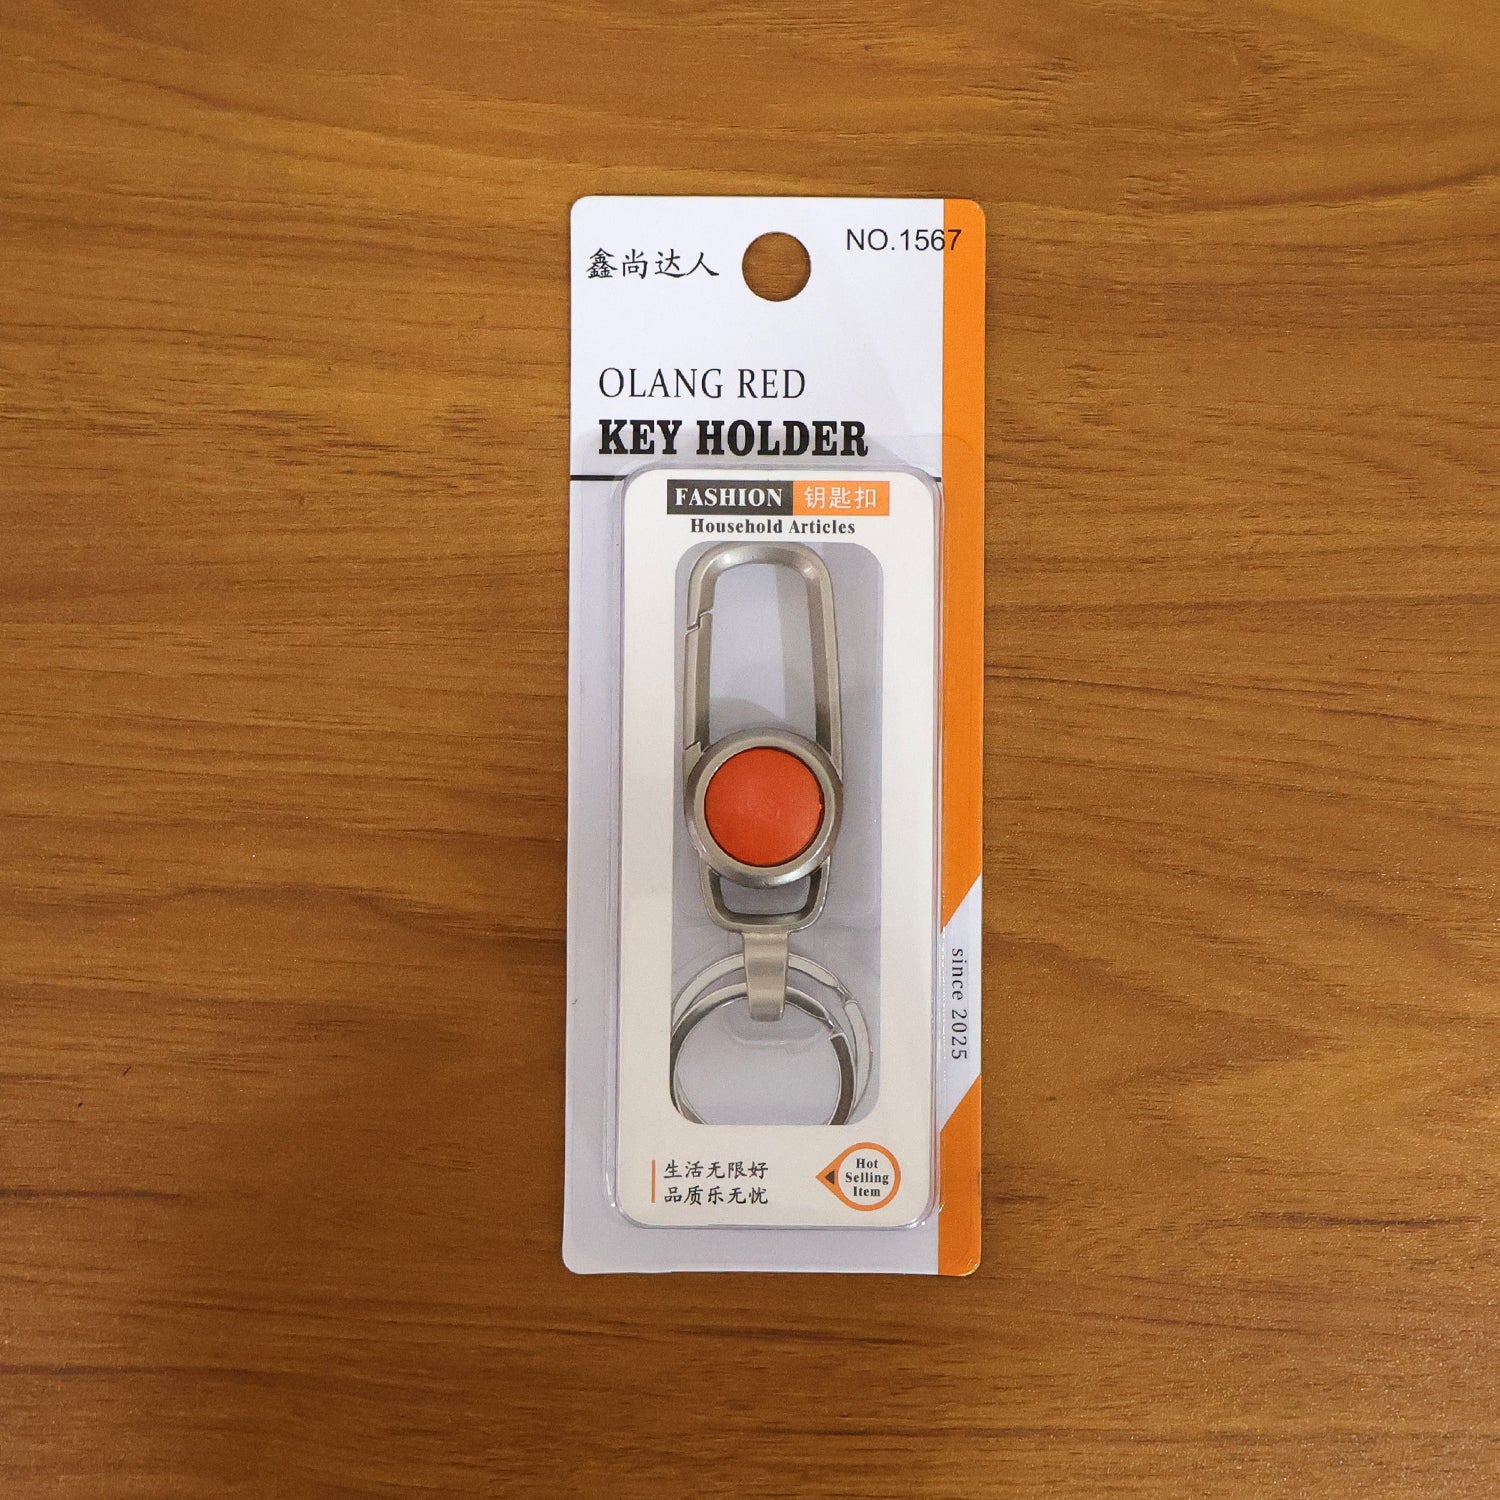 鑫尚达人
NO.1567
OLANG RED
KEY HOLDER
FASHION 钥匙扣
Household Articles
since 2025
生活无限好
品质乐无忧
Hot
Selling
Item